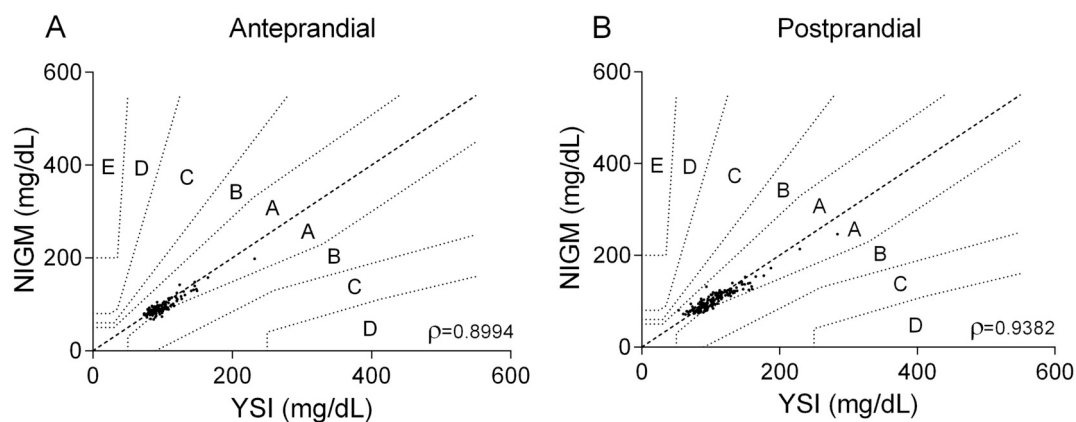 A
Anteprandial
600
400
200
0
NIGM (mg/dL)
E
D
C
B
A
A
B
C
D
ρ=0.8994
0
200
400
600
YSI (mg/dL)
B
Postprandial
600
400
200
0
NIGM (mg/dL)
E
D
C
B
A
A
B
C
D
ρ=0.9382
0
200
400
600
YSI (mg/dL)